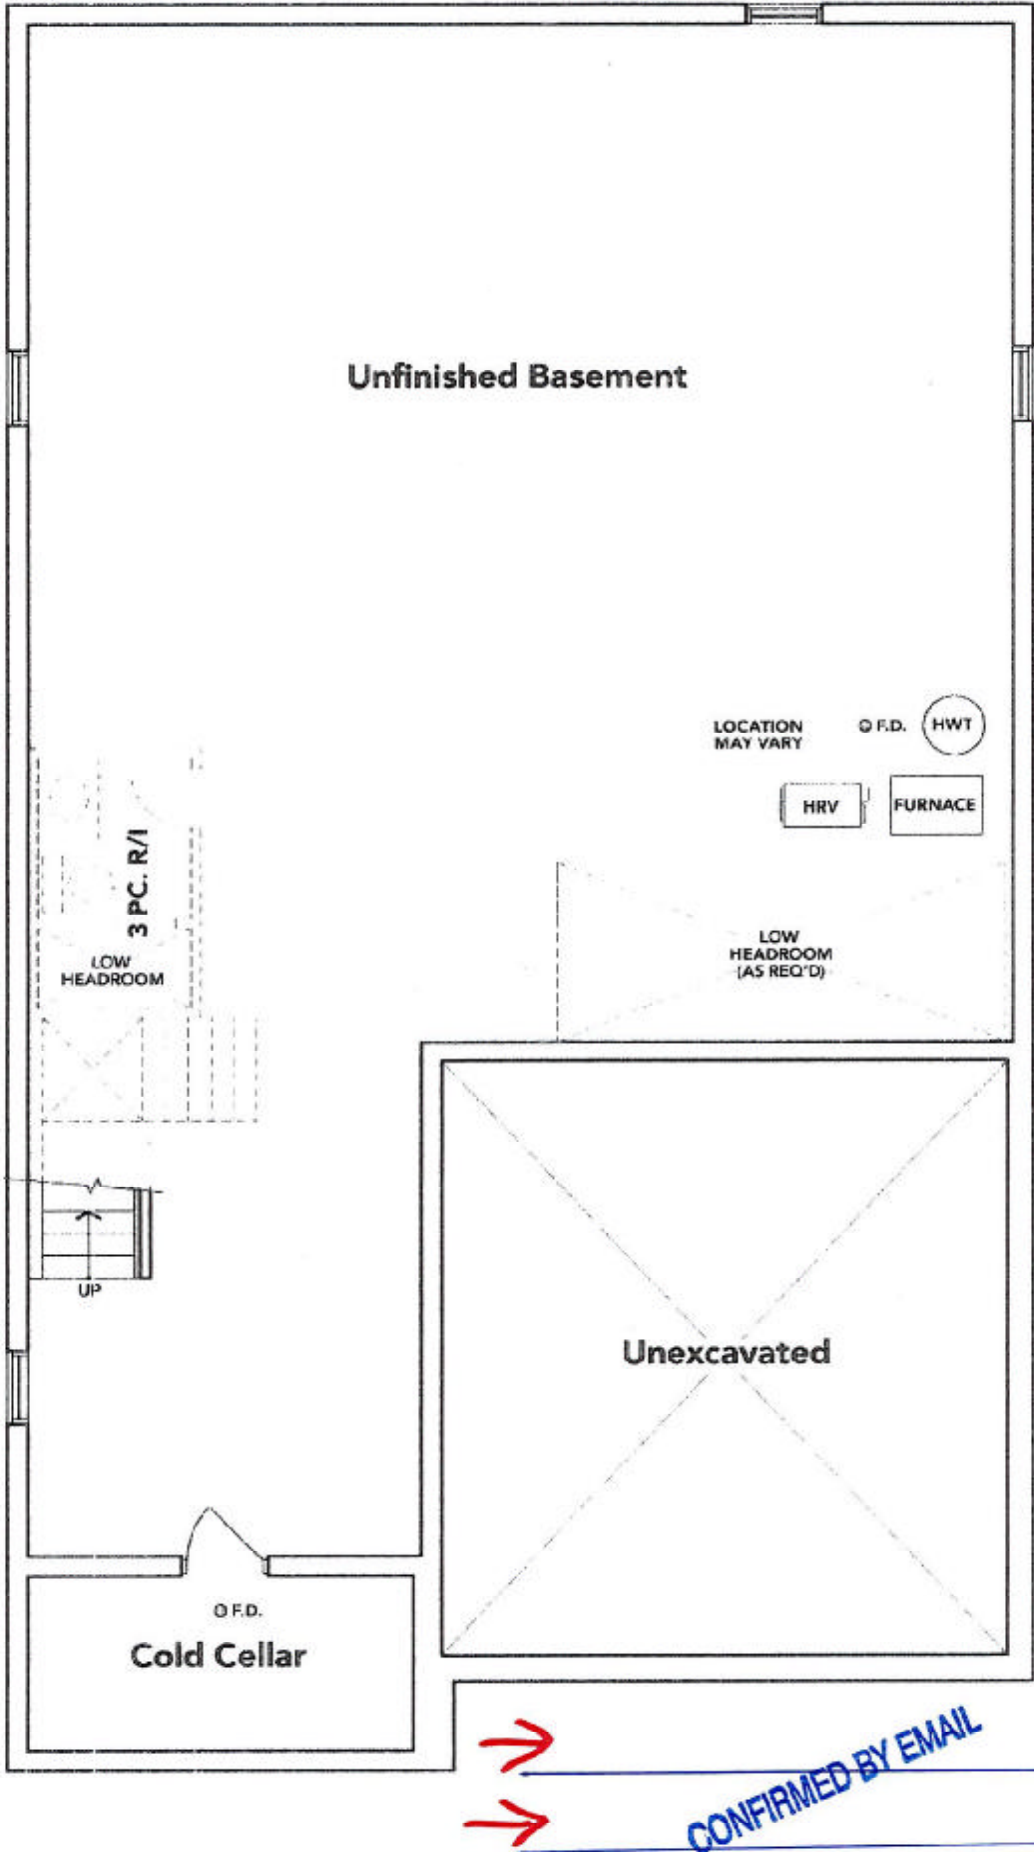 Unfinished Basement
LOCATION
MAY VARY
F.D.
HWT
HRV
FURNACE
3 PC. R/I
LOW
HEADROOM
LOW
HEADROOM
(AS REQ'D)
UP
Unexcavated
F.D.
Cold Cellar
CONFIRMED BY EMAIL